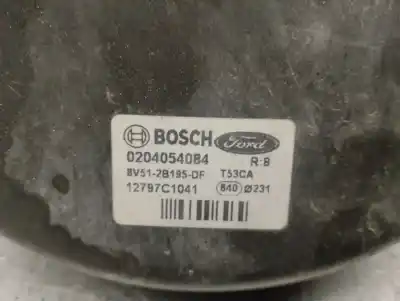 BOSCH Ford
0204054084 R:8
8V51-2B195-DF T53CA
12797C1041 840 Ø231